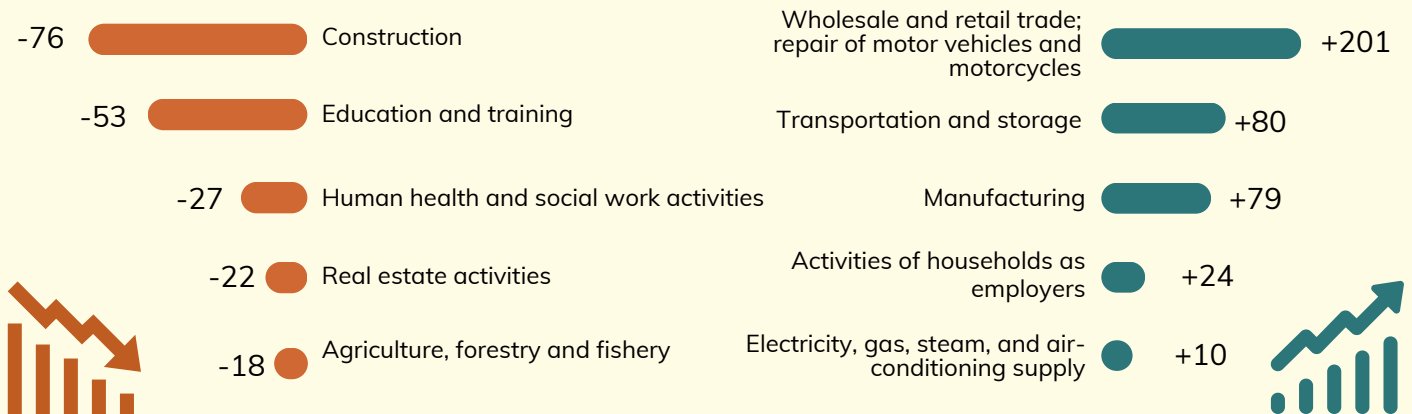 -76
Construction
-53
Education and training
-27
Human health and social work activities
-22
Real estate activities
-18
Agriculture, forestry and fishery
Wholesale and retail trade;
repair of motor vehicles and
motorcycles
+201
Transportation and storage
+80
Manufacturing
+79
Activities of households as
employers
+24
Electricity, gas, steam, and air-
conditioning supply
+10